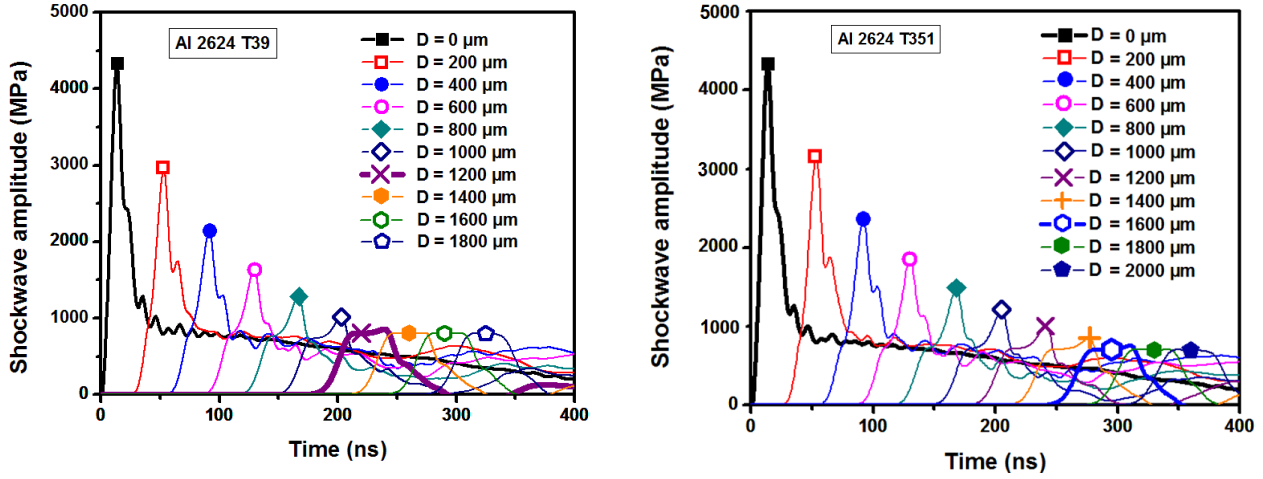 Al 2624 T39
Shockwave amplitude (MPa)
5000
4000
3000
2000
1000
0
0
100
200
300
400
Time (ns)
D = 0 µm
D = 200 µm
D = 400 µm
D = 600 µm
D = 800 µm
D = 1000 µm
D = 1200 µm
D = 1400 µm
D = 1600 µm
D = 1800 µm
Al 2624 T351
Shockwave amplitude (MPa)
5000
4000
3000
2000
1000
0
0
100
200
300
400
Time (ns)
D = 0 µm
D = 200 µm
D = 400 µm
D = 600 µm
D = 800 µm
D = 1000 µm
D = 1200 µm
D = 1400 µm
D = 1600 µm
D = 1800 µm
D = 2000 µm